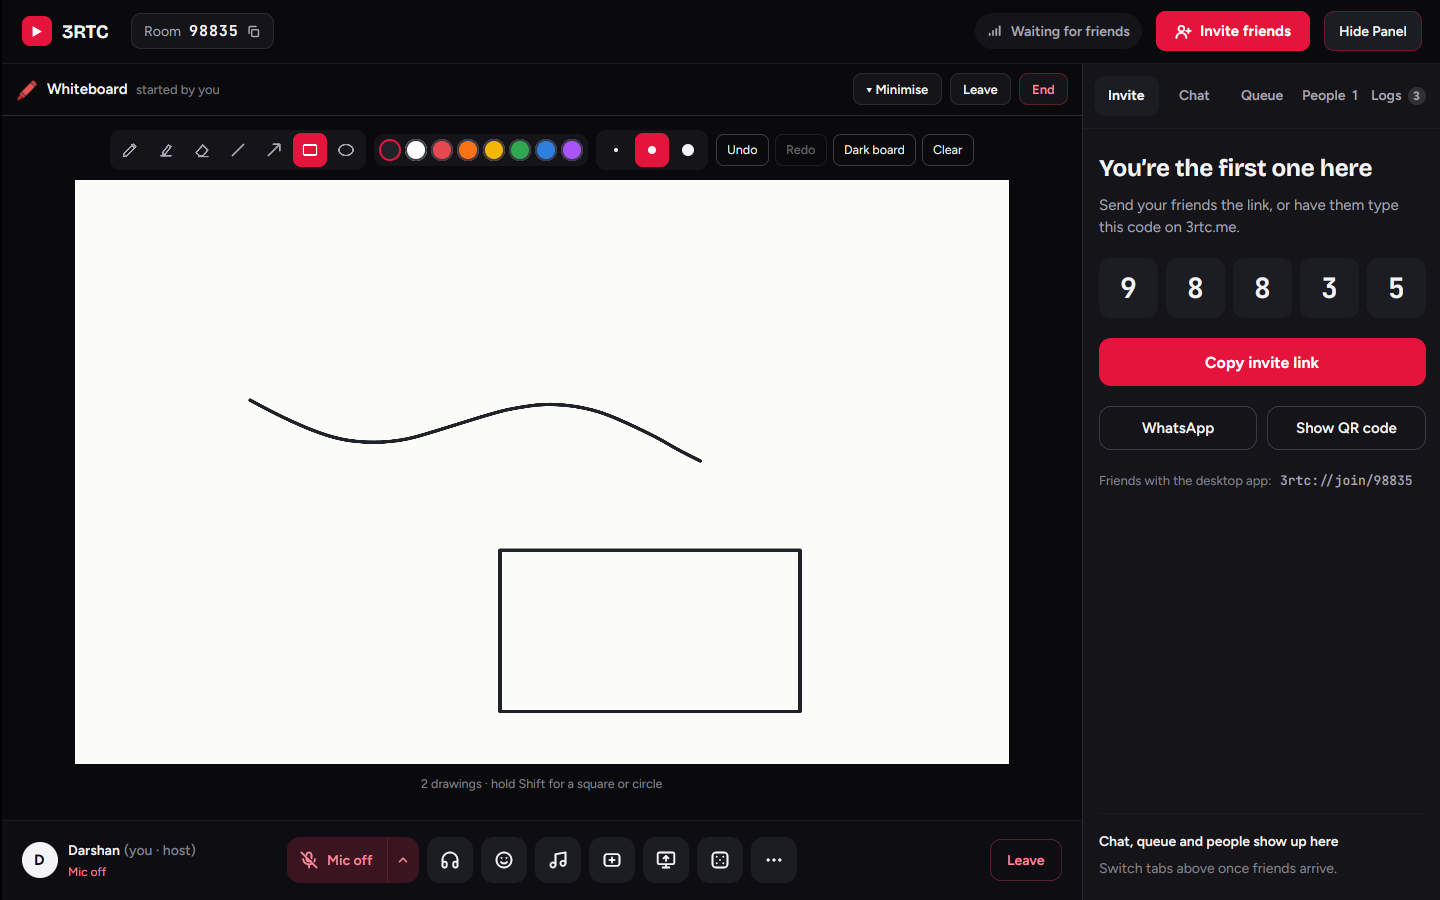 3RTC
Room 98835
Waiting for friends
Invite friends
Hide Panel
Whiteboard started by you
Minimise
Leave
End
Invite
Chat
Queue
People 1
Logs 3
Undo
Redo
Dark board
Clear
You're the first one here
Send your friends the link, or have them type
this code on 3rtc.me.
9 8 8 3 5
Copy invite link
WhatsApp
Show QR code
Friends with the desktop app: 3rtc://join/98835
2 drawings · hold Shift for a square or circle
Chat, queue and people show up here
Switch tabs above once friends arrive.
D
Darshan (you · host)
Mic off
Mic off
Leave